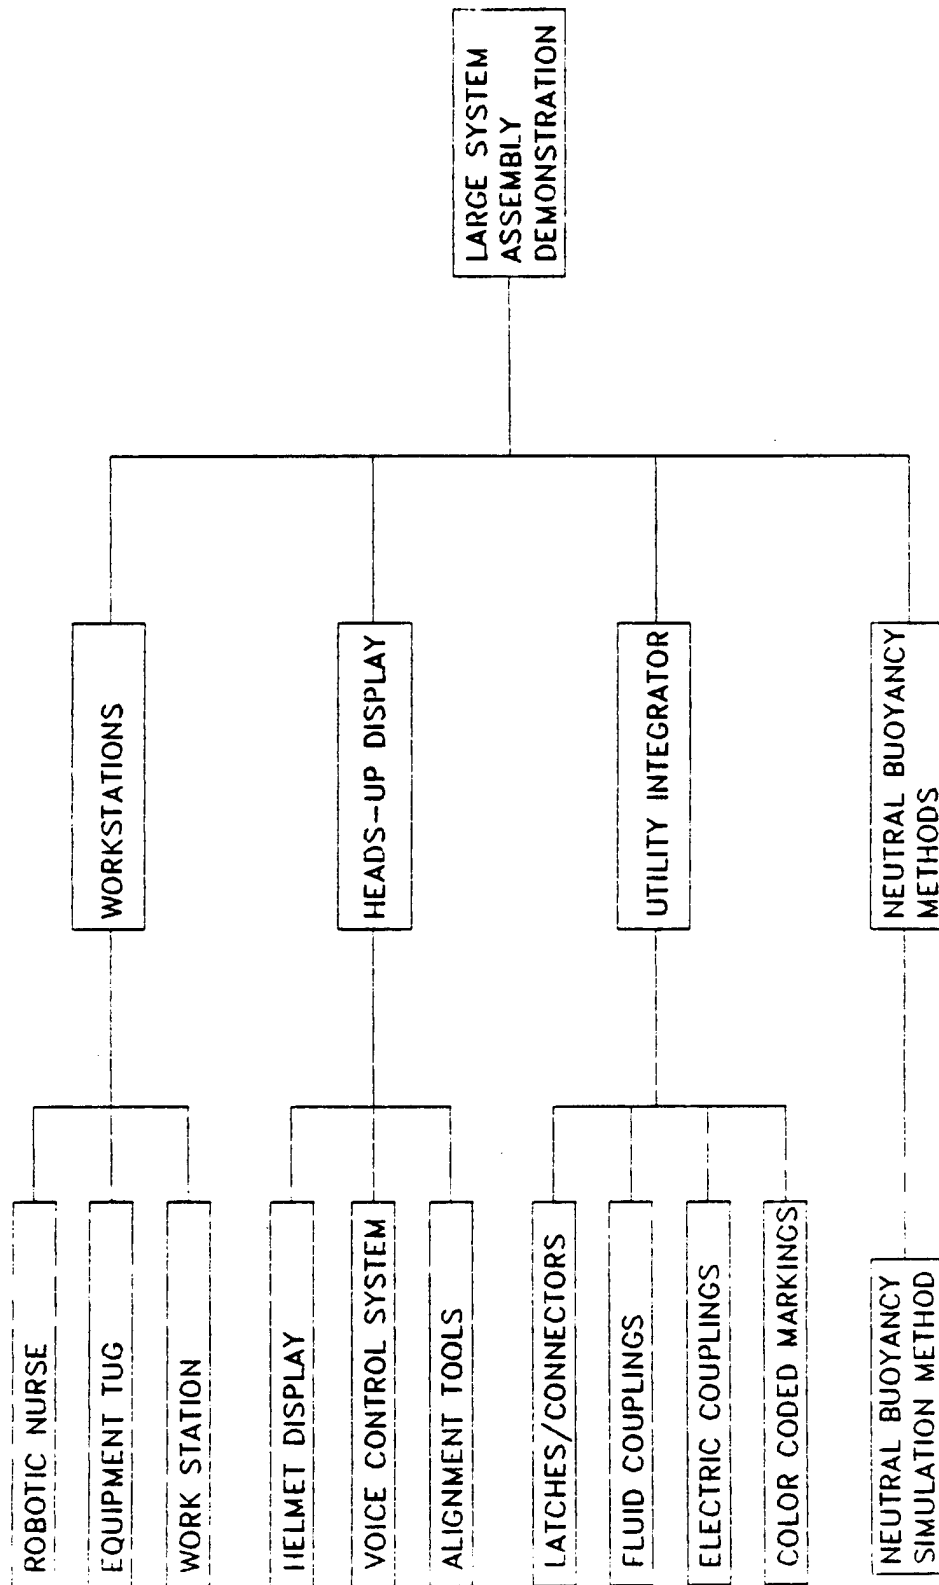 ROBOTIC NURSE
EQUIPMENT TUG
WORK STATION
HELMET DISPLAY
VOICE CONTROL SYSTEM
ALIGNMENT TOOLS
LATCHES/CONNECTORS
FLUID COUPLINGS
ELECTRIC COUPLINGS
COLOR CODED MARKINGS
NEUTRAL BUOYANCY
SIMULATION METHOD
WORKSTATIONS
HEADS-UP DISPLAY
UTILITY INTEGRATOR
NEUTRAL BUOYANCY
METHODS
LARGE SYSTEM
ASSEMBLY
DEMONSTRATION